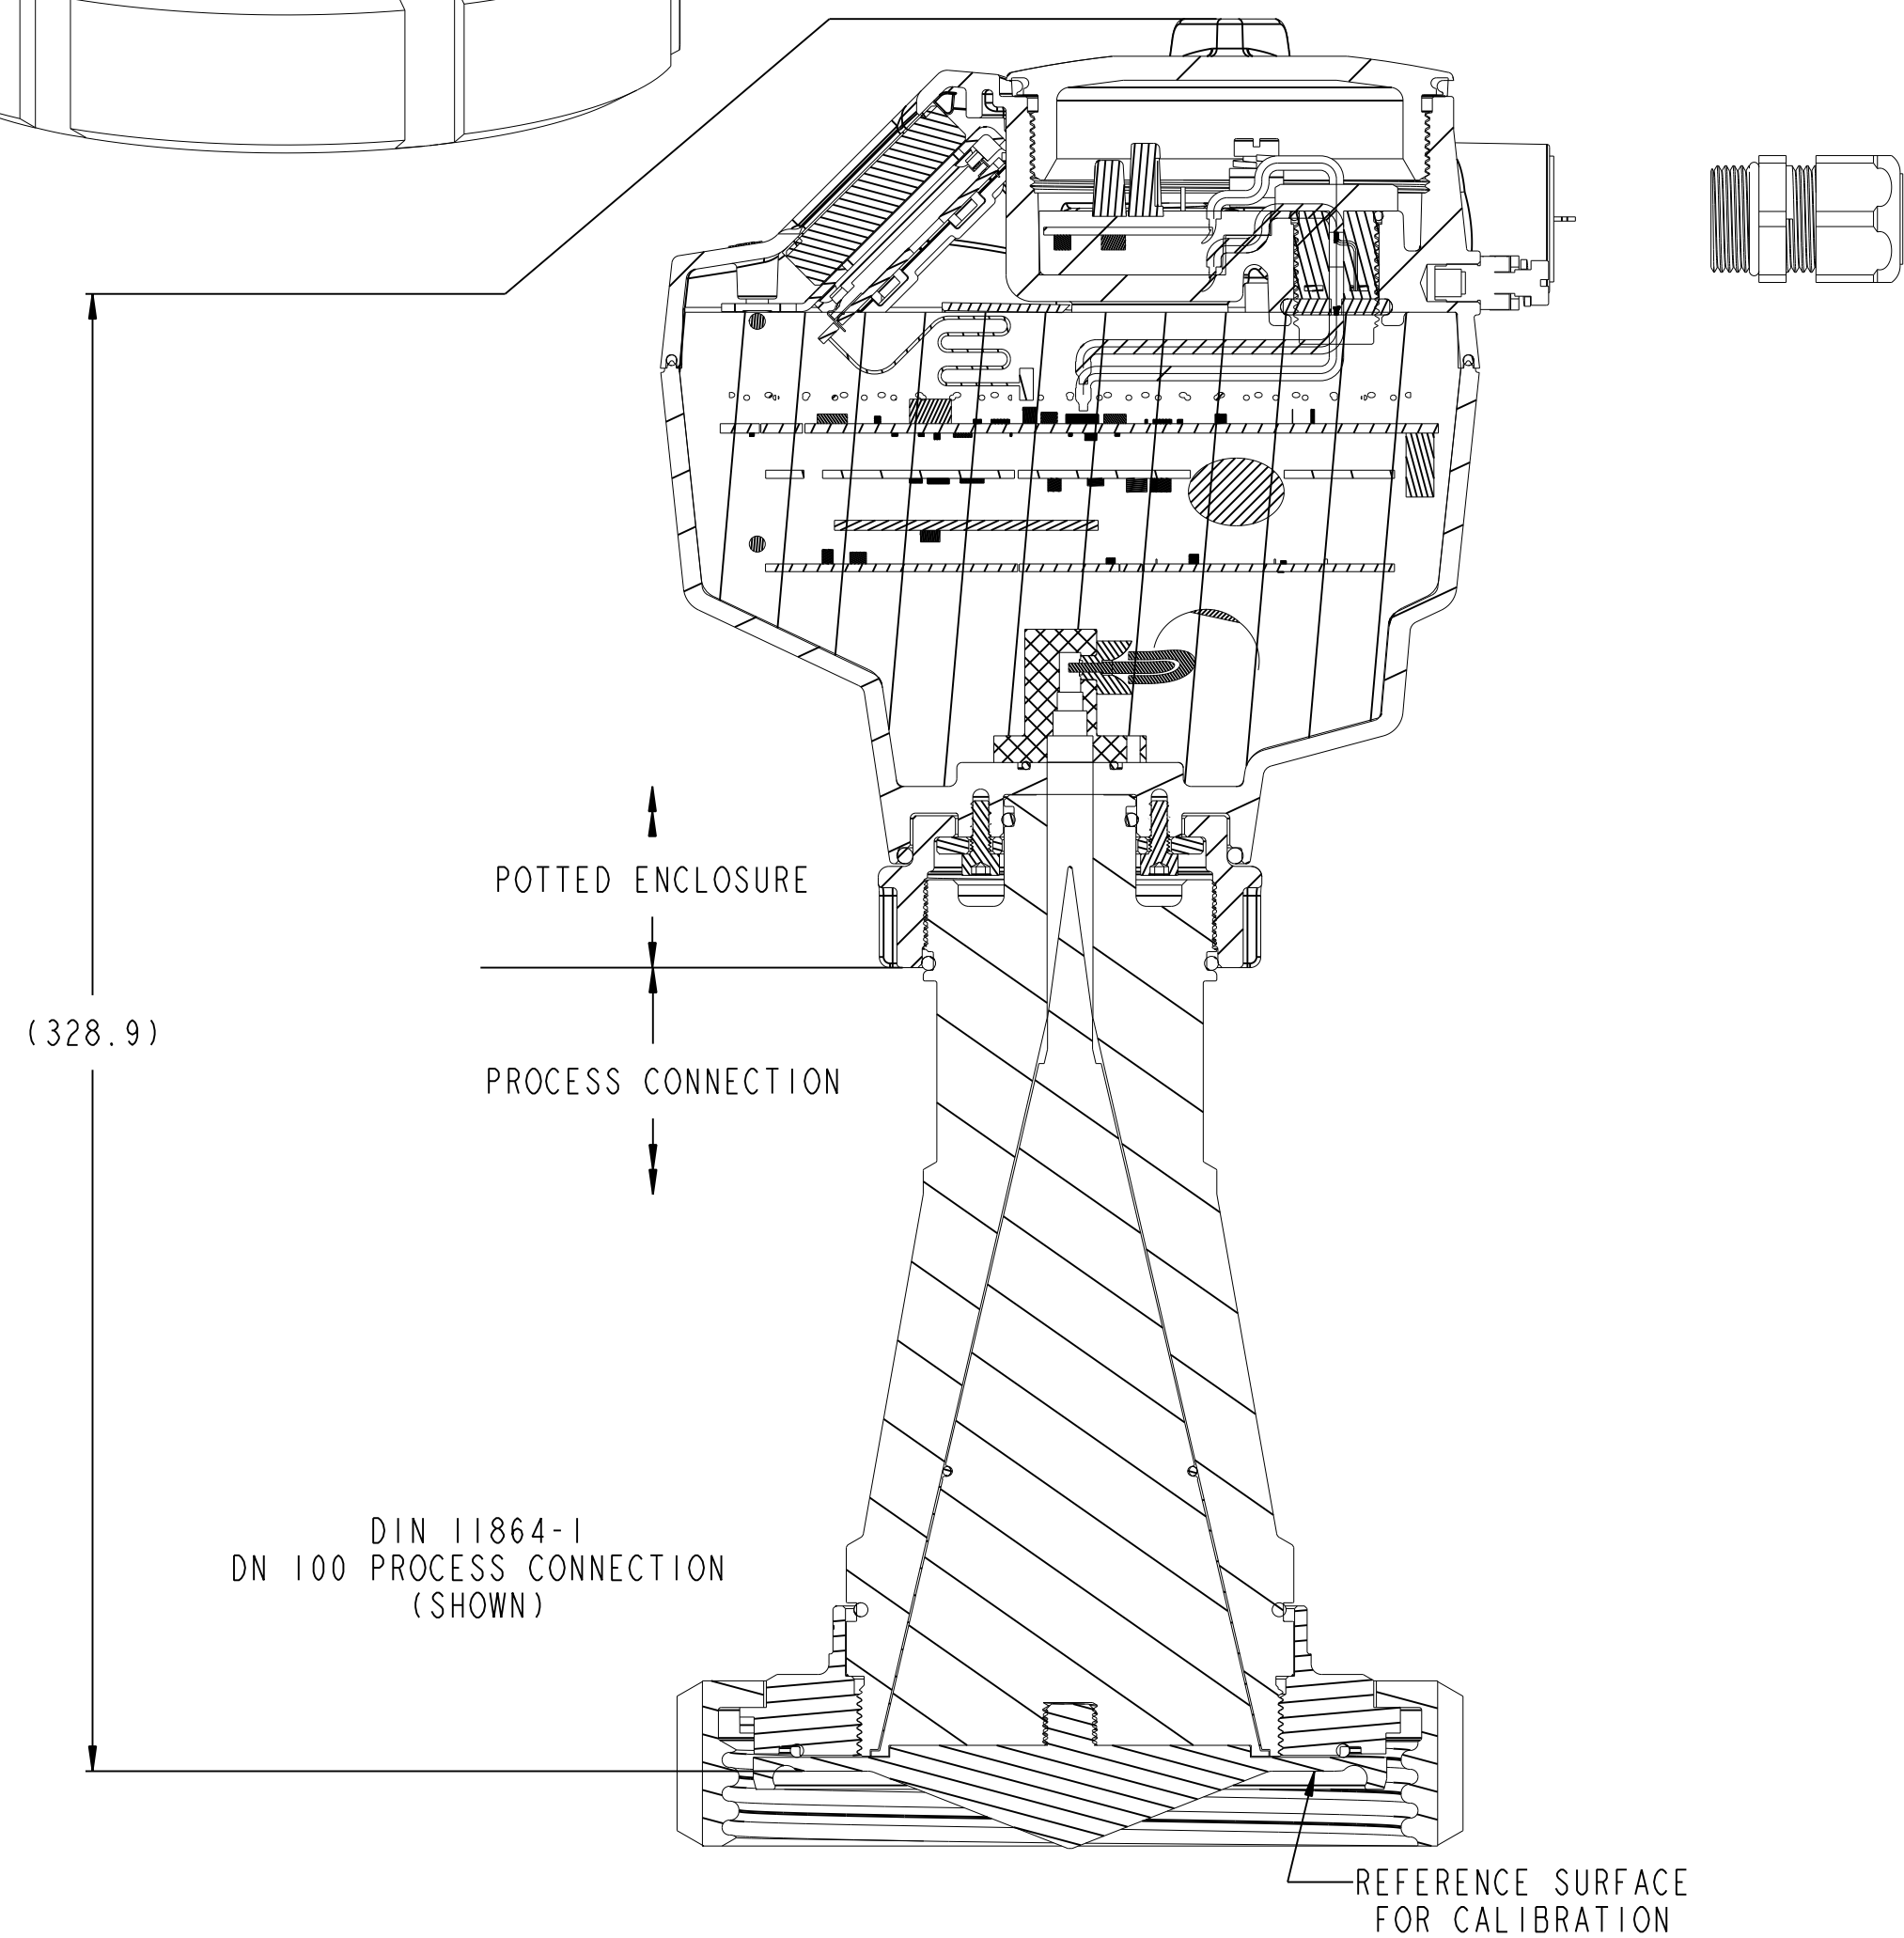 POTTED ENCLOSURE
(328.9)
PROCESS CONNECTION
DIN 11864-1
DN 100 PROCESS CONNECTION
(SHOWN)
REFERENCE SURFACE
FOR CALIBRATION